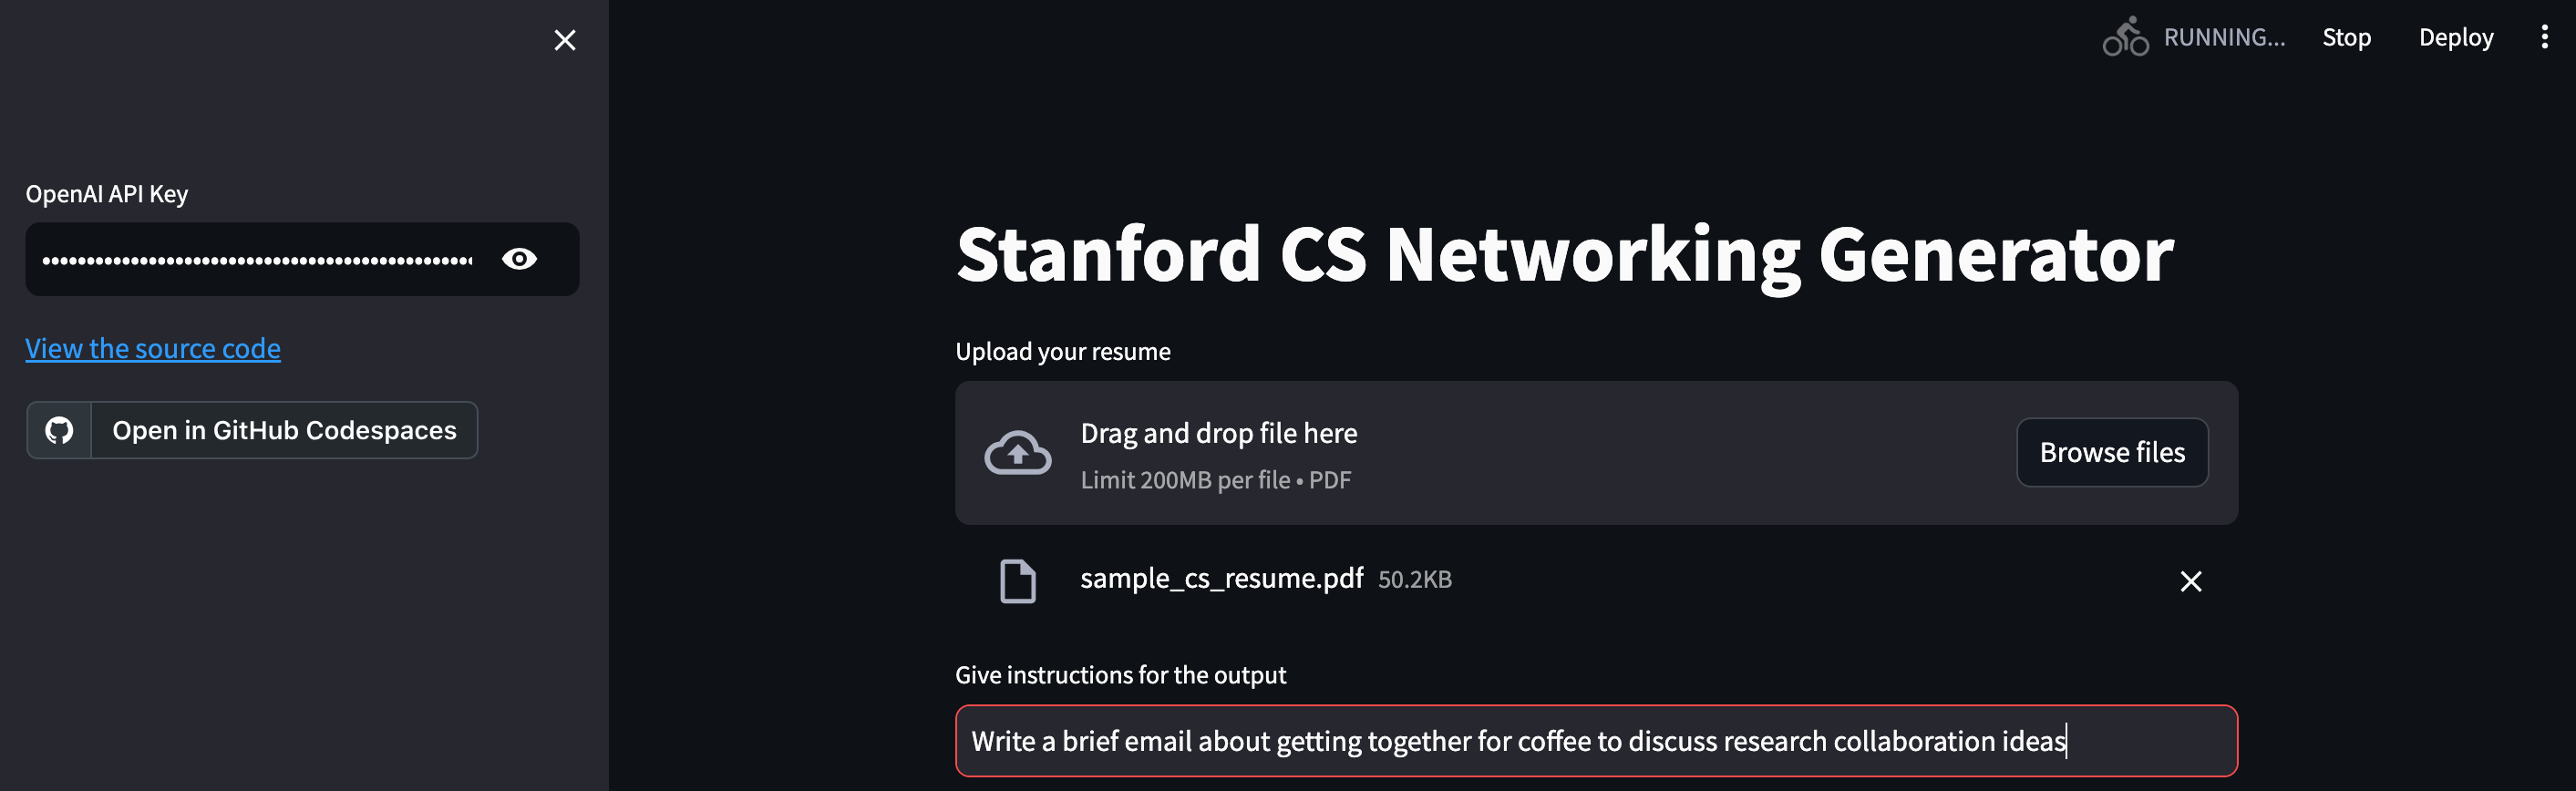 RUNNING...
Stop
Deploy
OpenAI API Key
••••••••••••••••••••••••••••••••••••••••••••••••••
View the source code
Open in GitHub Codespaces
Stanford CS Networking Generator
Upload your resume
Drag and drop file here
Limit 200MB per file • PDF
Browse files
sample_cs_resume.pdf 50.2KB
Give instructions for the output
Write a brief email about getting together for coffee to discuss research collaboration ideas